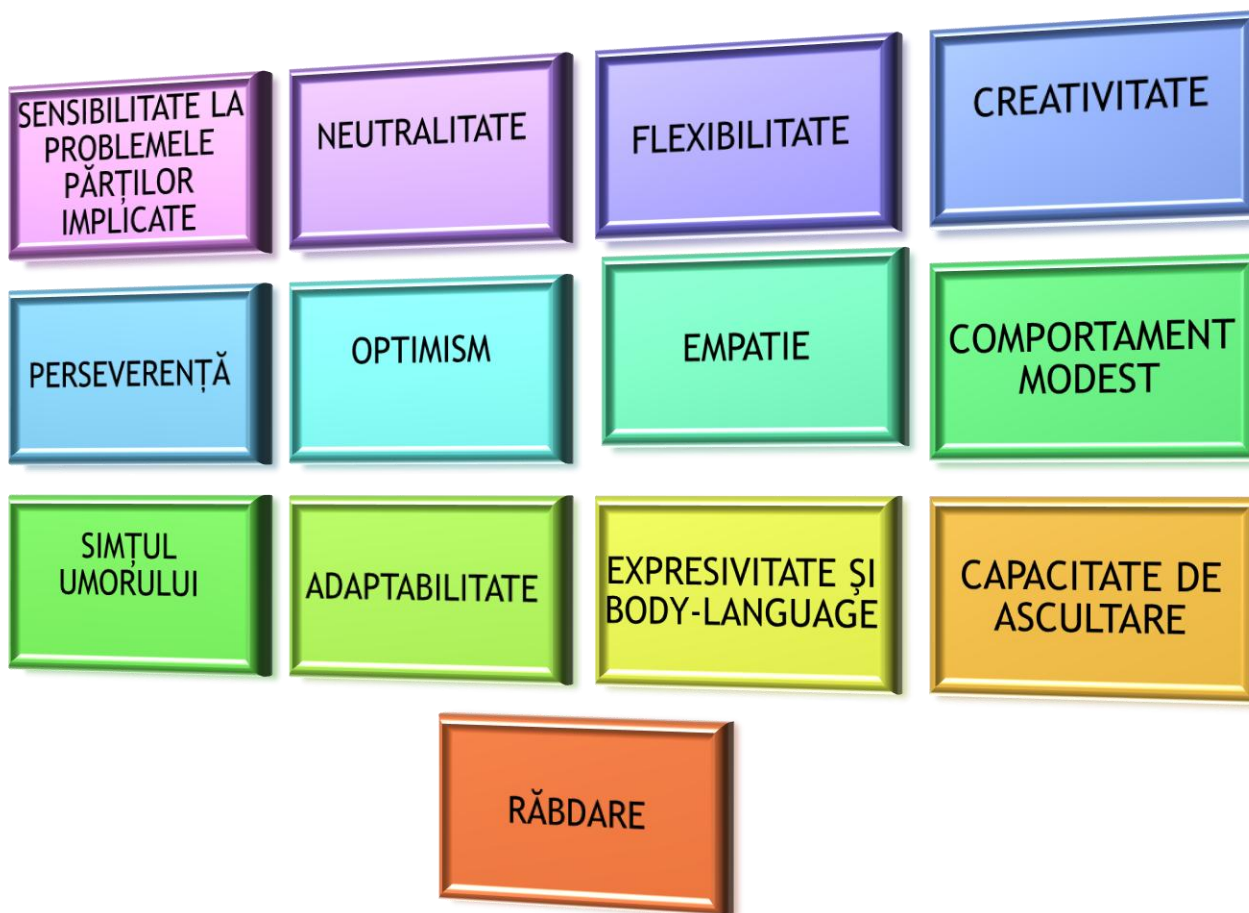 SENSIBILITATE LA
PROBLEMELE
PĂRȚILOR
IMPLICATE
NEUTRALITATE
FLEXIBILITATE
CREATIVITATE
PERSEVERENȚĂ
OPTIMISM
EMPATIE
COMPORTAMENT
MODEST
SIMȚUL
UMORULUI
ADAPTABILITATE
EXPRESIVITATE ŞI
BODY-LANGUAGE
CAPACITATE DE
ASCULTARE
RĂBDARE